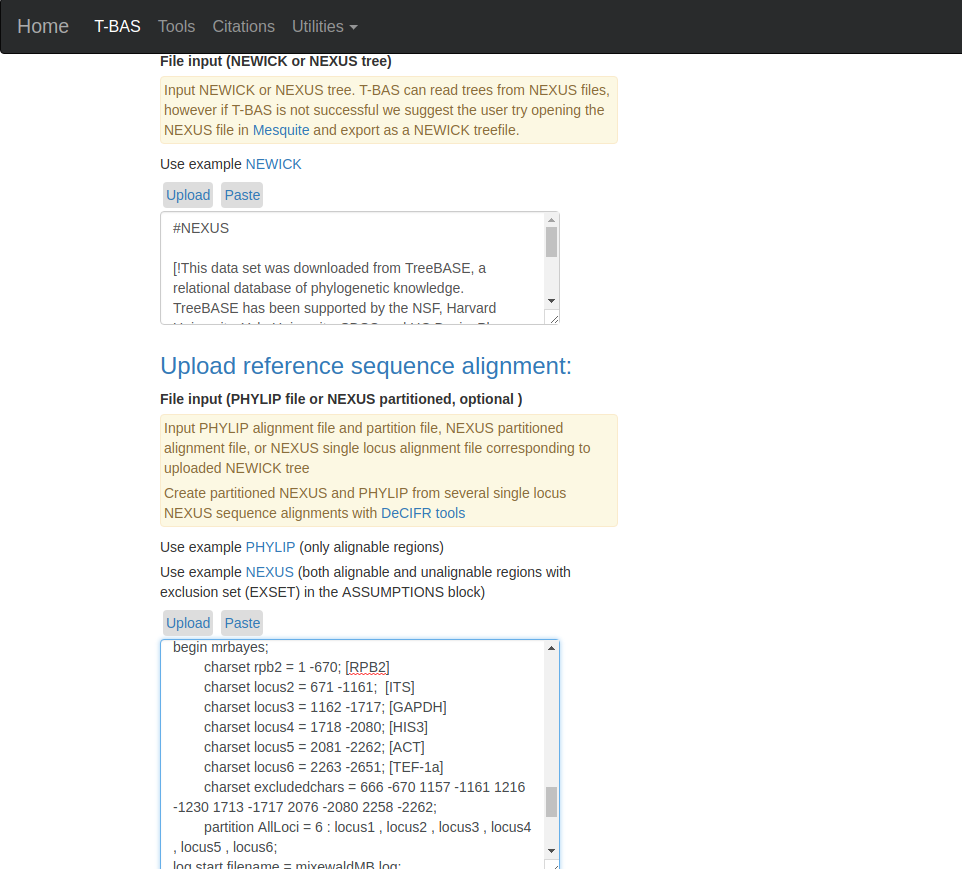 Home T-BAS Tools Citations Utilities
File input (NEWICK or NEXUS tree)
Input NEWICK or NEXUS tree. T-BAS can read trees from NEXUS files,
however if T-BAS is not successful we suggest the user try opening the
NEXUS file in Mesquite and export as a NEWICK treefile.
Use example NEWICK
Upload Paste
#NEXUS
[!This data set was downloaded from TreeBASE, a
relational database of phylogenetic knowledge.
TreeBASE has been supported by the NSF, Harvard
Upload reference sequence alignment:
File input (PHYLIP file or NEXUS partitioned, optional )
Input PHYLIP alignment file and partition file, NEXUS partitioned
alignment file, or NEXUS single locus alignment file corresponding to
uploaded NEWICK tree
Create partitioned NEXUS and PHYLIP from several single locus
NEXUS sequence alignments with DeCIFR tools
Use example PHYLIP (only alignable regions)
Use example NEXUS (both alignable and unalignable regions with
exclusion set (EXSET) in the ASSUMPTIONS block)
Upload Paste
begin mrbayes;
charset rpb2 = 1 -670; [RPB2]
charset locus2 = 671 -1161; [ITS]
charset locus3 = 1162 -1717; [GAPDH]
charset locus4 = 1718 -2080; [HIS3]
charset locus5 = 2081 -2262; [ACT]
charset locus6 = 2263 -2651; [TEF-1a]
charset excludedchars = 666 -670 1157 -1161 1216
-1230 1713 -1717 2076 -2080 2258 -2262;
partition AllLoci = 6 : locus1 , locus2 , locus3 , locus4
, locus5 , locus6;
log start filename = mixewaldMB.log;